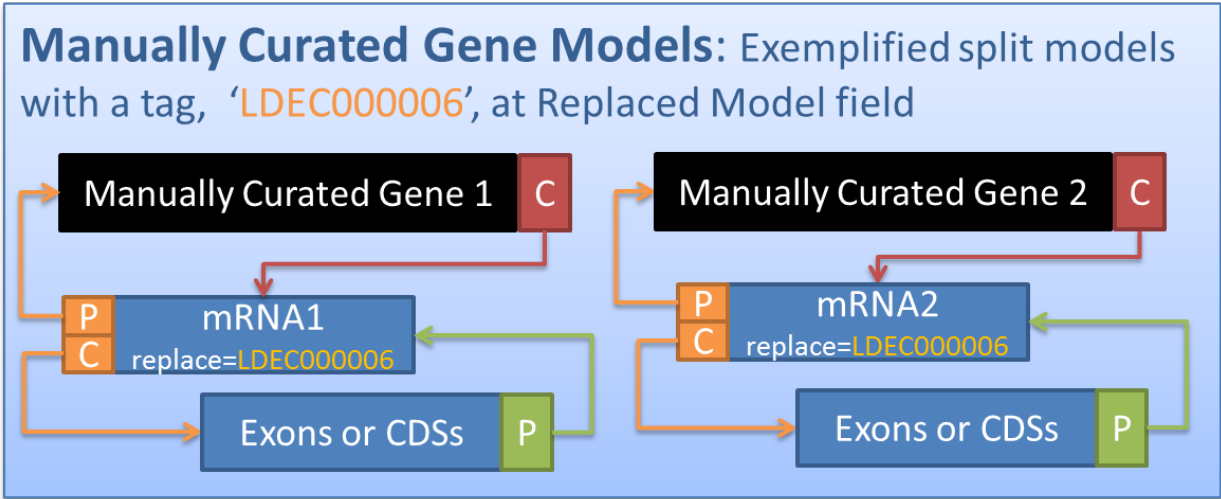 Manually Curated Gene Models: Exemplified split models
with a tag, ‘LDEC000006’, at Replaced Model field
Manually Curated Gene 1 C
P mRNA1
C replace=LDEC000006
Exons or CDSs P
Manually Curated Gene 2 C
P mRNA2
C replace=LDEC000006
Exons or CDSs P